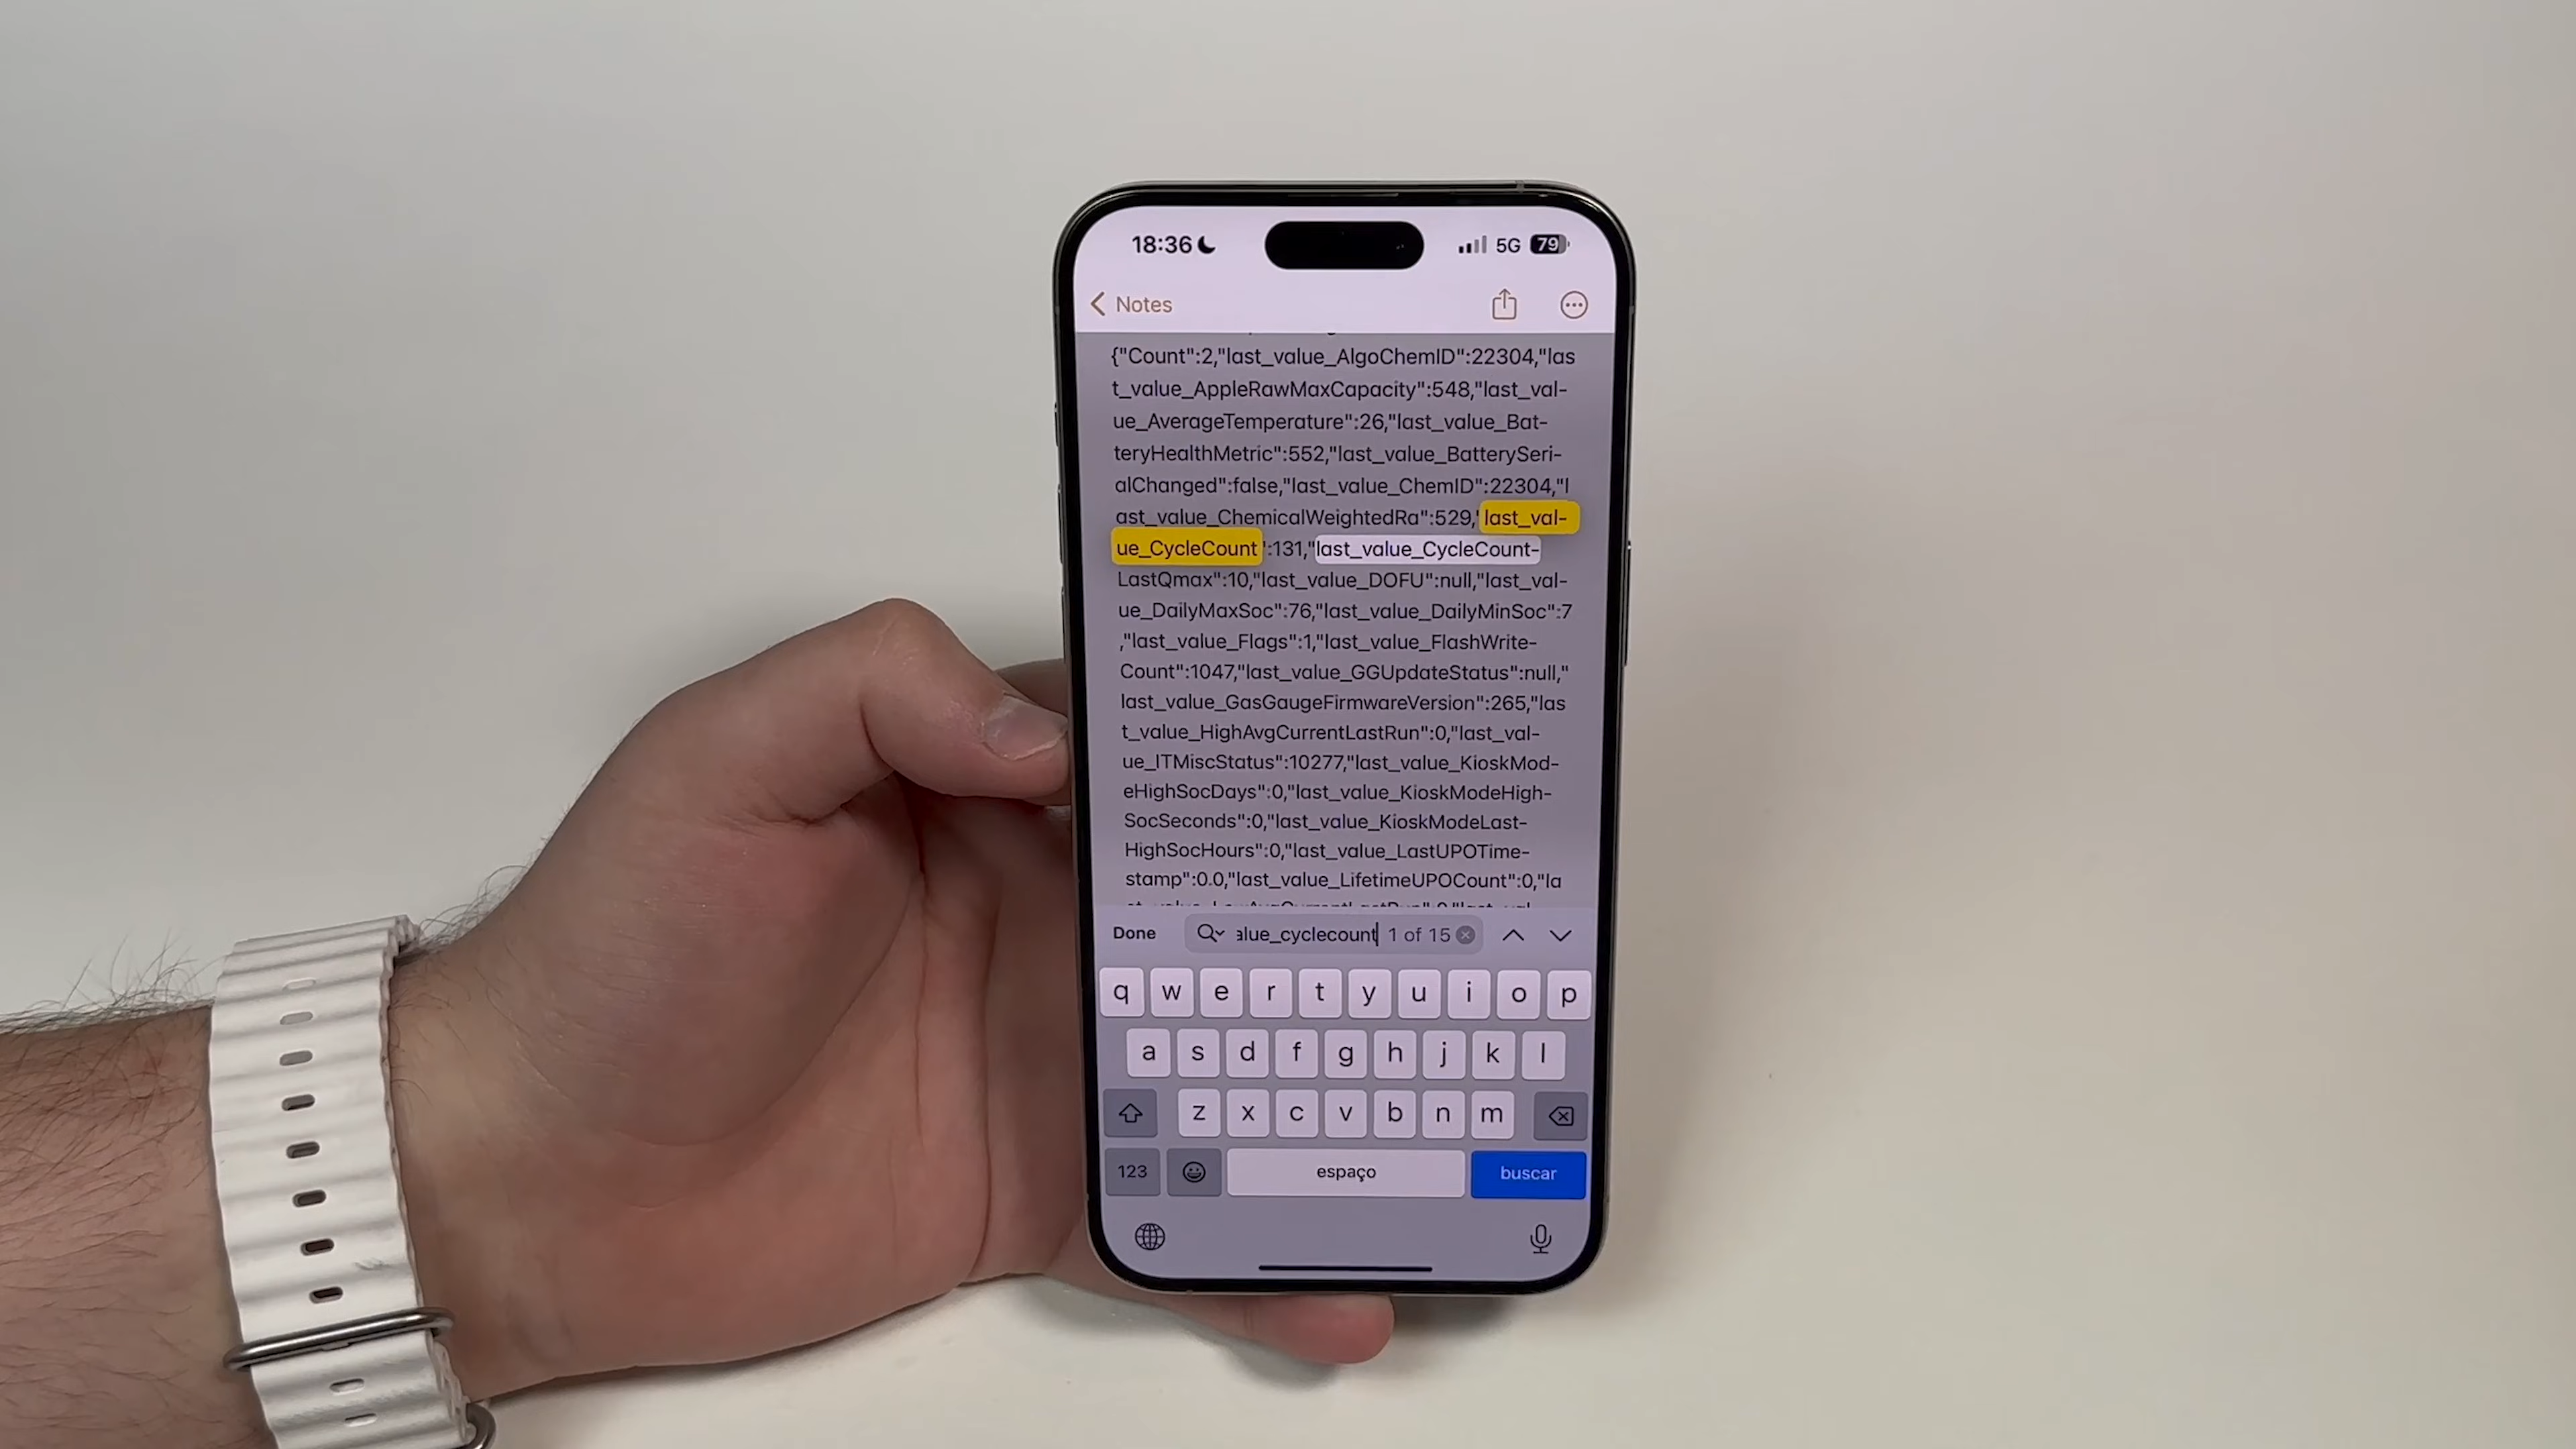 18:36
5G 79
Notes
{"Count":2,"last_value_AlgoChemID":22304,"las
t_value_AppleRawMaxCapacity":548,"last_val-
ue_AverageTemperature":26,"last_value_Bat-
teryHealthMetric":552,"last_value_BatterySeri-
alChanged":false,"last_value_ChemID":22304,"l
ast_value_ChemicalWeightedRa":529,"last_val-
ue_CycleCount":131,"last_value_CycleCount-
LastQmax":10,"last_value_DOFU":null,"last_val-
ue_DailyMaxSoc":76,"last_value_DailyMinSoc":7
,"last_value_Flags":1,"last_value_FlashWrite-
Count":1047,"last_value_GGUpdateStatus":null,"
last_value_GasGaugeFirmwareVersion":265,"las
t_value_HighAvgCurrentLastRun":0,"last_val-
ue_ITMiscStatus":10277,"last_value_KioskMod-
eHighSocDays":0,"last_value_KioskModeHigh-
SocSeconds":0,"last_value_KioskModeLast-
HighSocHours":0,"last_value_LastUPOTime-
stamp":0.0,"last_value_LifetimeUPOCount":0,"la
Done alue_cyclecount 1 of 15
q w e r t y u i o p
a s d f g h j k l
z x c v b n m
123 espaço buscar